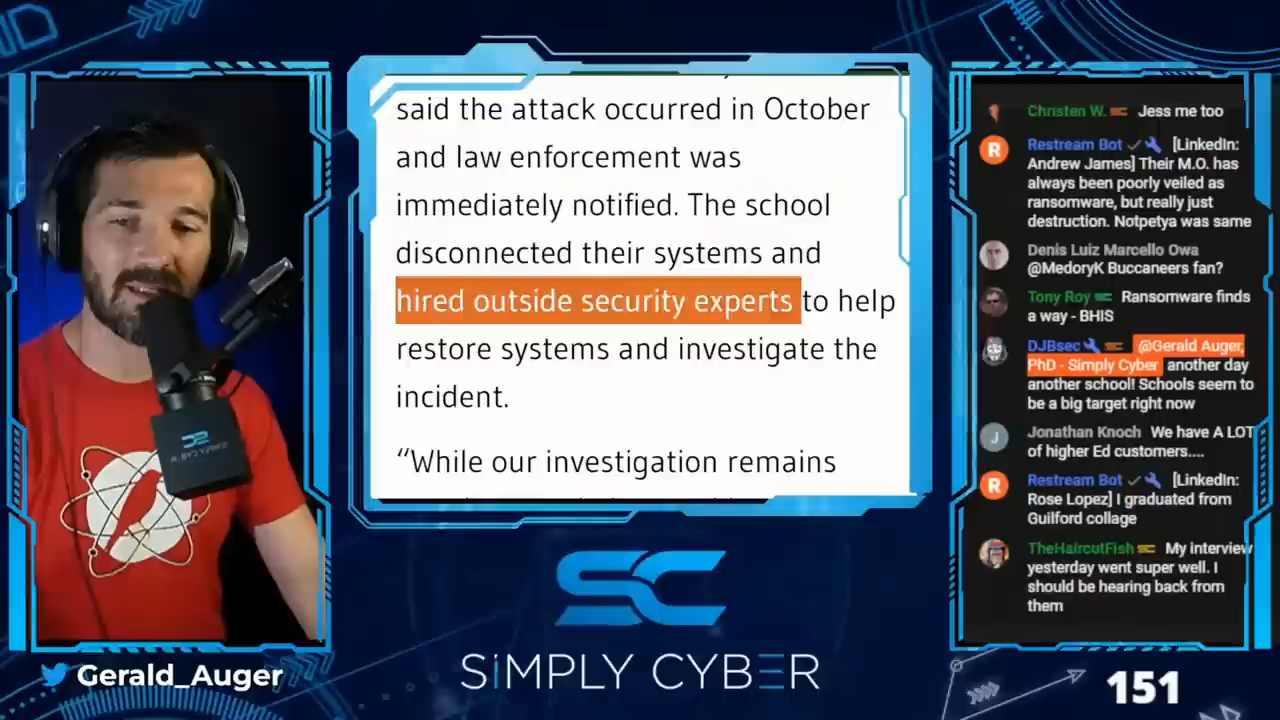 said the attack occurred in October
and law enforcement was
immediately notified. The school
disconnected their systems and
hired outside security experts to help
restore systems and investigate the
incident.
“While our investigation remains
Christen W. Jess me too
Restream Bot [LinkedIn:
Andrew James] Their M.O. has
always been poorly veiled as
ransomware, but really just
destruction. Notpetya was same
Denis Luiz Marcello Owa
@MedoryK Buccaneers fan?
Tony Roy Ransomware finds
a way - BHIS
DJBsec @Gerald Auger,
PhD - Simply Cyber another day
another school! Schools seem to
be a big target right now
Jonathan Knoch We have A LOT
of higher Ed customers....
Restream Bot [LinkedIn:
Rose Lopez] I graduated from
Guilford collage
TheHaircutFish My interview
yesterday went super well. I
should be hearing back from
them
R
R
J
SC
SIMPLY CYBER
Gerald_Auger
151